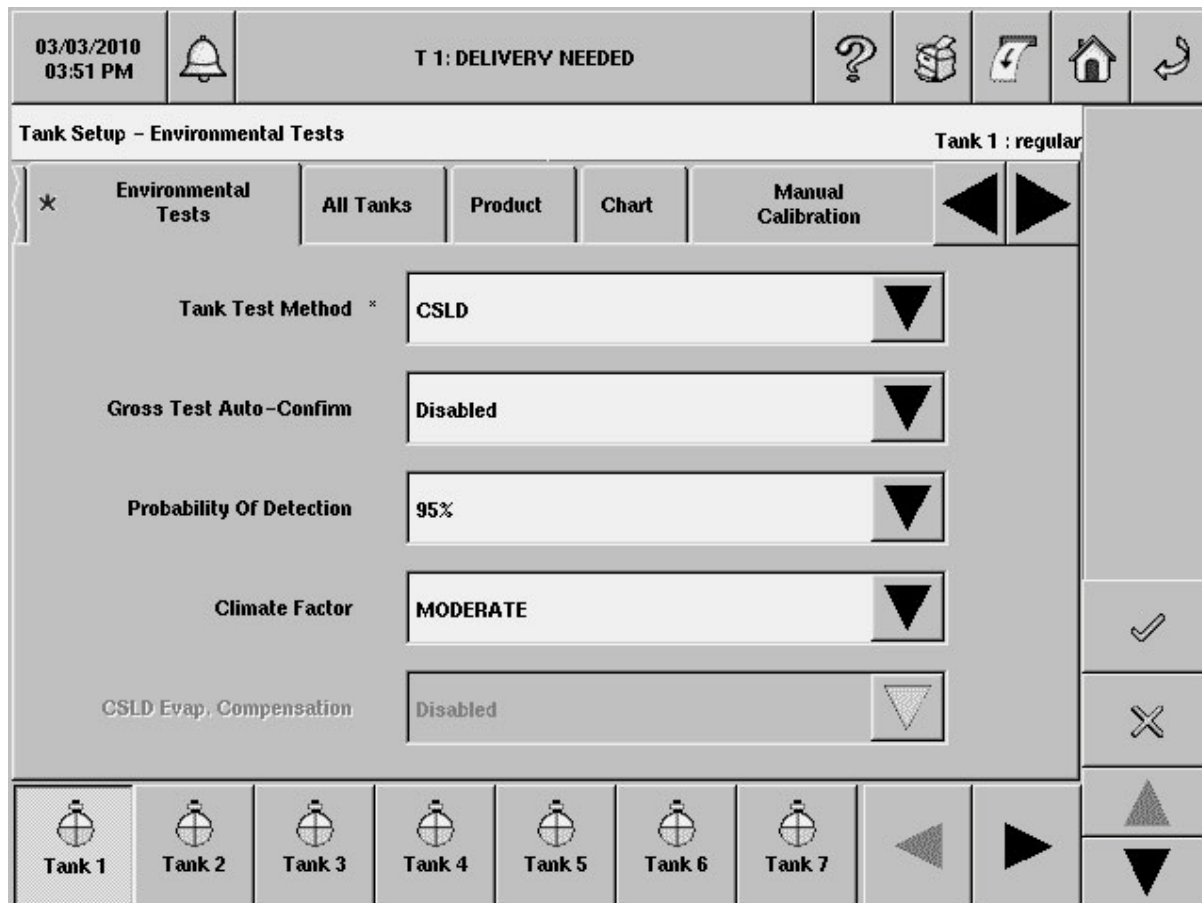 03/03/2010
03:51 PM
T 1: DELIVERY NEEDED
?
Tank Setup - Environmental Tests
Tank 1 : regular
* Environmental
Tests
All Tanks
Product
Chart
Manual
Calibration
Tank Test Method *
CSLD
Gross Test Auto-Confirm
Disabled
Probability Of Detection
95%
Climate Factor
MODERATE
CSLD Evap. Compensation
Disabled
Tank 1
Tank 2
Tank 3
Tank 4
Tank 5
Tank 6
Tank 7